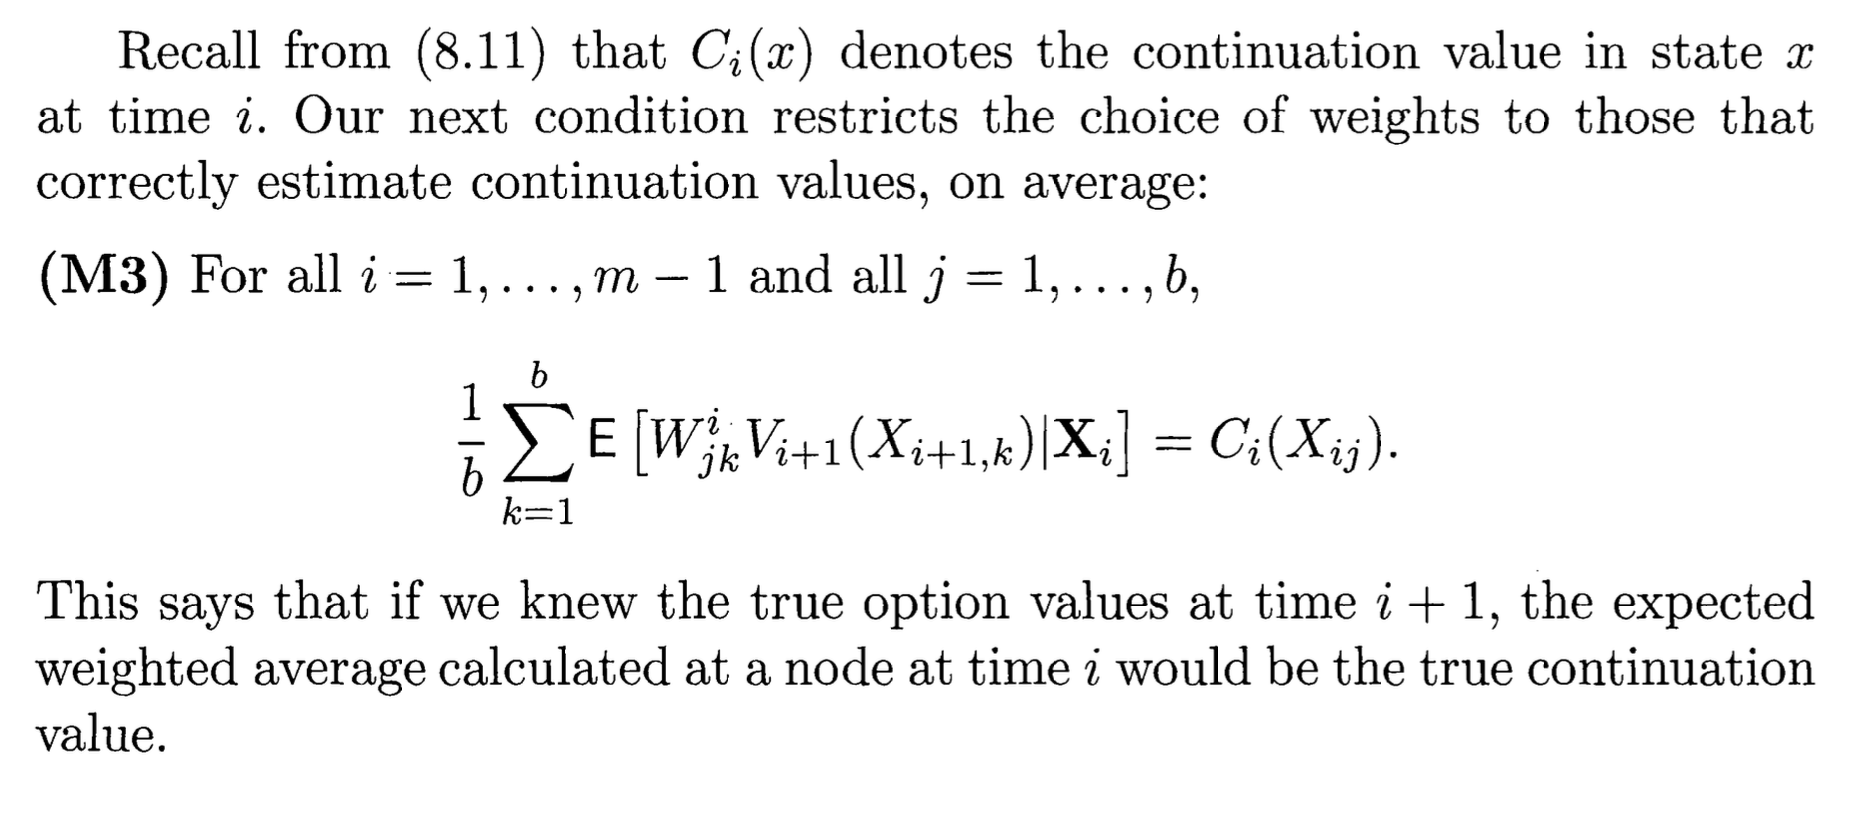 Recall from (8.11) that C_i(x) denotes the continuation value in state x
at time i. Our next condition restricts the choice of weights to those that
correctly estimate continuation values, on average:
(M3) For all i = 1, . . . , m − 1 and all j = 1, . . . , b,
\frac{1}{b} \sum_{k=1}^{b} E [W^i_{jk} V_{i+1}(X_{i+1,k})|X_i] = C_i(X_{ij}).
This says that if we knew the true option values at time i + 1, the expected
weighted average calculated at a node at time i would be the true continuation
value.